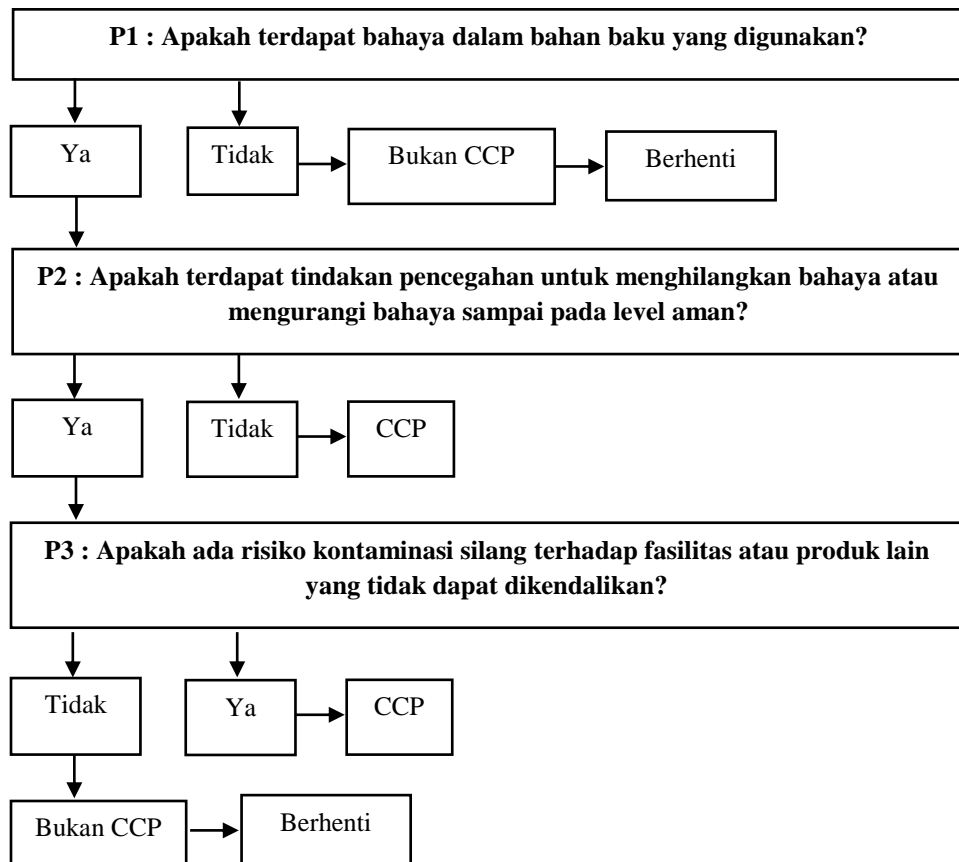 P1 : Apakah terdapat bahaya dalam bahan baku yang digunakan?
Ya
Tidak
Bukan CCP
Berhenti
P2 : Apakah terdapat tindakan pencegahan untuk menghilangkan bahaya atau
mengurangi bahaya sampai pada level aman?
Ya
Tidak
CCP
P3 : Apakah ada risiko kontaminasi silang terhadap fasilitas atau produk lain
yang tidak dapat dikendalikan?
Tidak
Ya
CCP
Bukan CCP
Berhenti